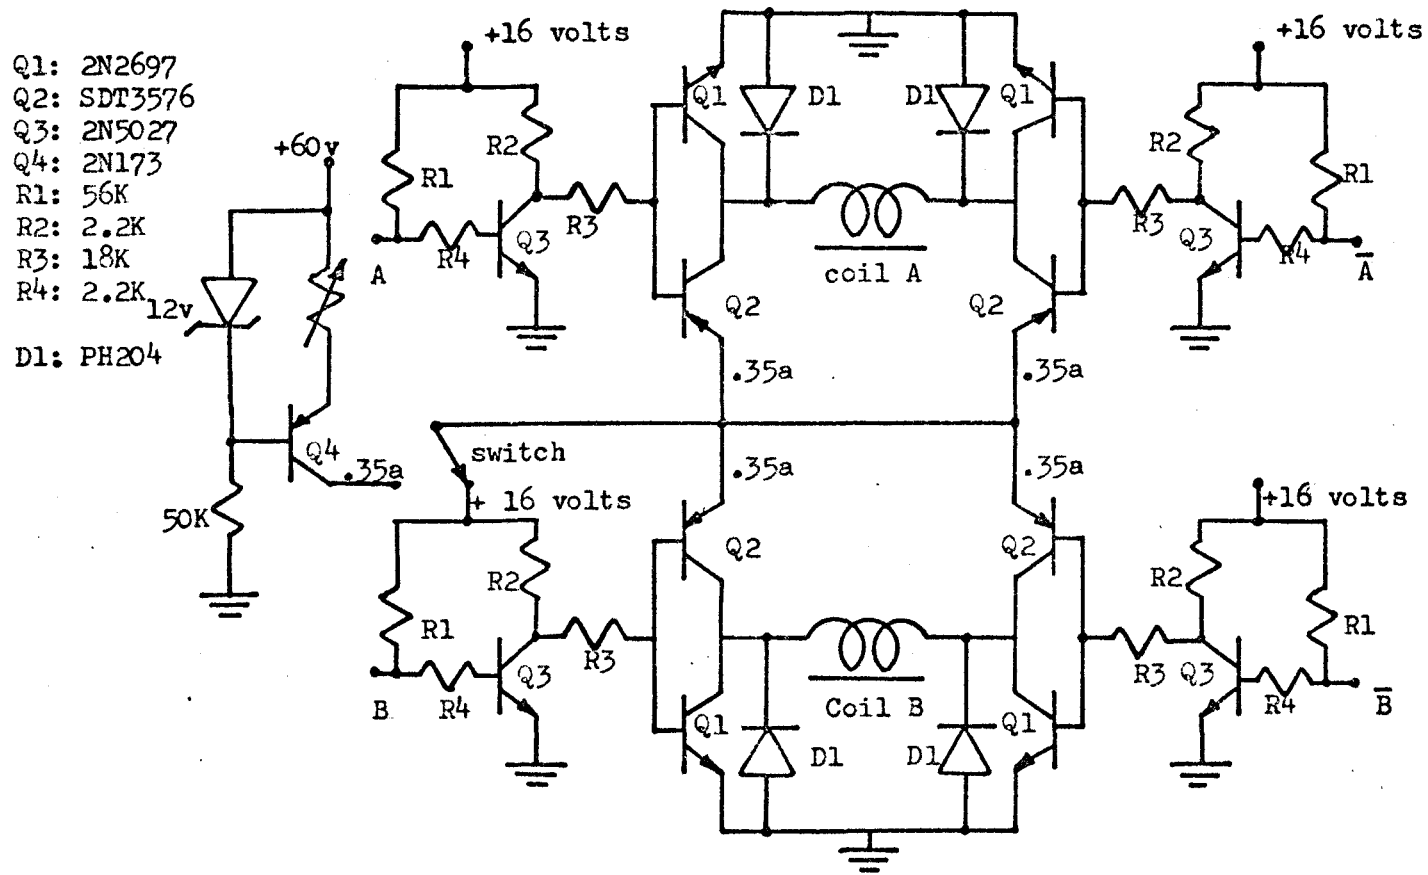 Q1: 2N2697
Q2: SDT3576
Q3: 2N5027
Q4: 2N173
R1: 56K
R2: 2.2K
R3: 18K
R4: 2.2K
D1: PH204
+60v
12v
Q4
.35a
50K
+16 volts
R1
R2
R3
R4
Q3
A
Q1
D1
D1
Q1
coil A
Q2
Q2
.35a
.35a
+16 volts
R2
R1
R3
Q3
R4
A̅
switch
.35a
.35a
+ 16 volts
R2
R1
R3
Q3
R4
B
Q2
Q2
Coil B
Q1
D1
D1
Q1
+16 volts
R2
R1
R3
Q3
R4
B̅